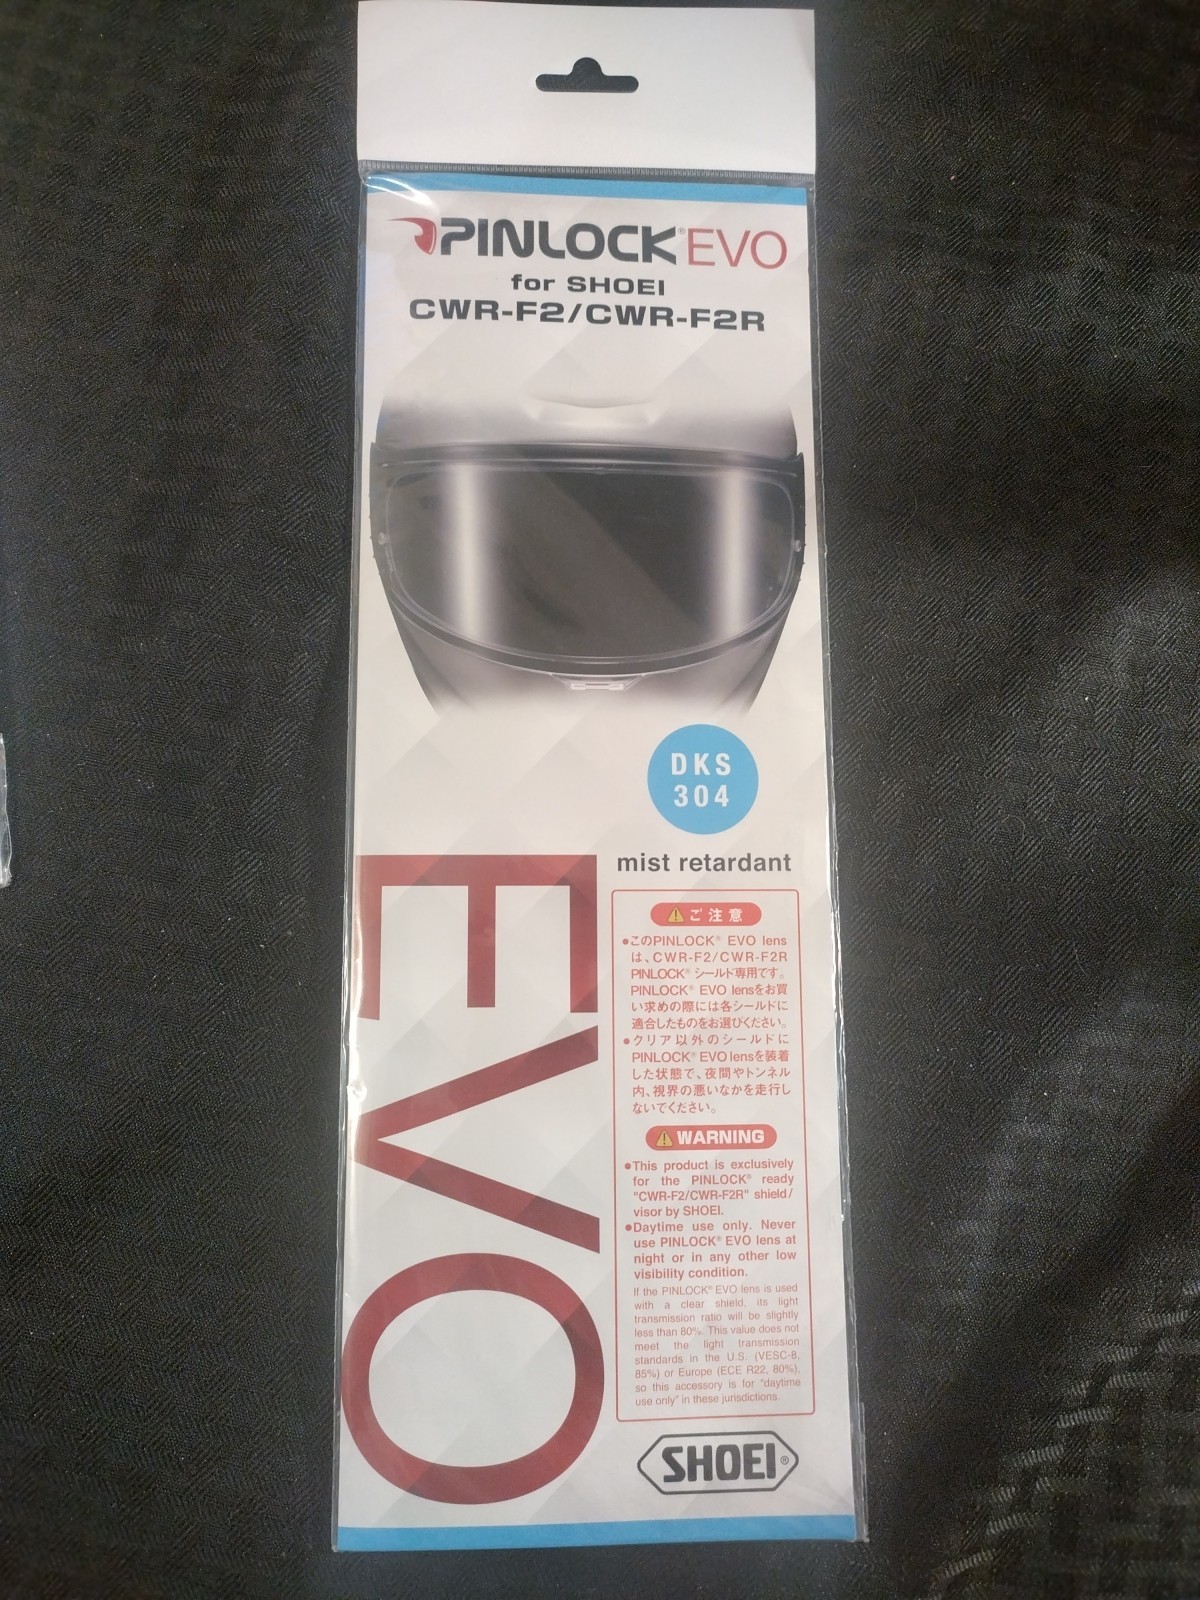 PINLOCK® EVO
for SHOEI
CWR-F2/CWR-F2R
DKS
304
mist retardant
EVO
⚠ご注意
●このPINLOCK® EVO lens
は、CWR-F2/CWR-F2R
PINLOCK® シールド専用です。
PINLOCK® EVO lensをお買
い求めの際には各シールドに
適合したものをお選びください。
●クリア以外のシールドに
PINLOCK® EVO lensを装着
した状態で、夜間やトンネル
内、視界の悪いなかを走行し
ないでください。
⚠WARNING
●This product is exclusively
for the PINLOCK® ready
"CWR-F2/CWR-F2R" shield/
visor by SHOEI.
●Daytime use only. Never
use PINLOCK® EVO lens at
night or in any other low
visibility condition.
If the PINLOCK® EVO lens is used
with a clear shield, its light
transmission ratio will be slightly
less than 80%. This value does not
meet the light transmission
standards in the U.S. (VESC-8,
85%) or Europe (ECE R22, 80%),
so this accessory is for "daytime
use only" in these jurisdictions.
SHOEI®